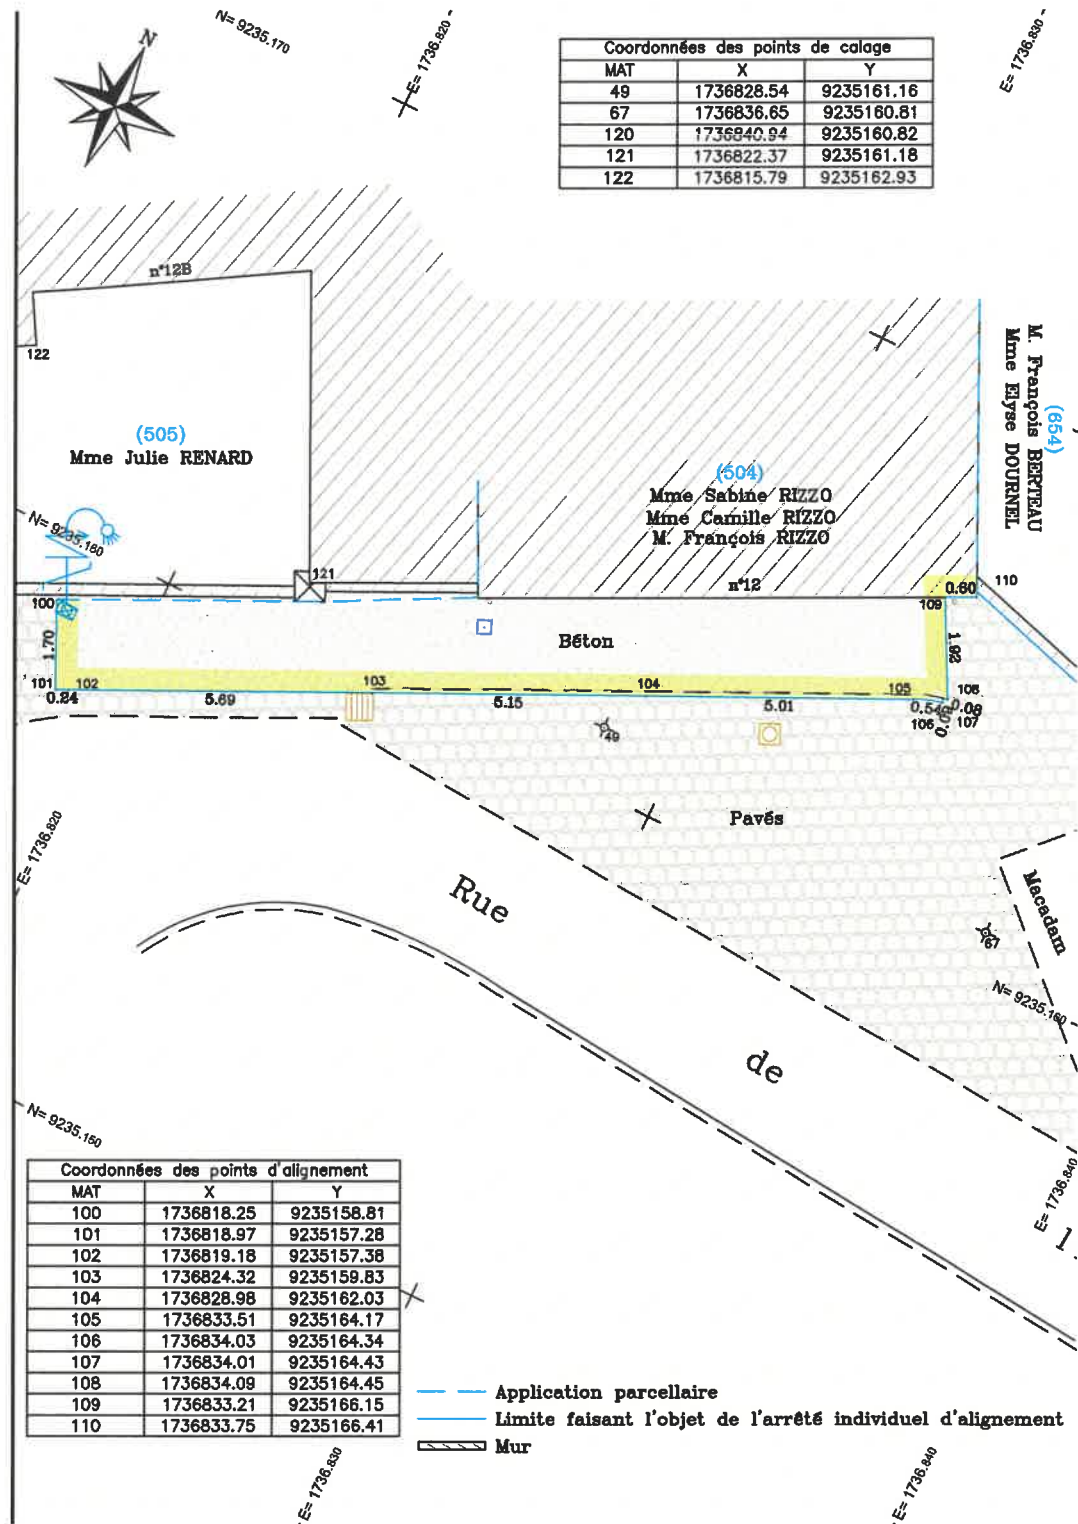 N
N= 9235.170
E= 1736.820
E= 1736.830
Coordonnées des points de calage
MAT X Y
49 1736828.54 9235161.16
67 1736836.65 9235160.81
120 1736840.94 9235160.82
121 1736822.37 9235161.18
122 1736815.79 9235162.93
n°12B
122
(505)
Mme Julie RENARD
N= 9235.160
(504)
Mme Sabine RIZZO
Mme Camille RIZZO
M. François RIZZO
n°12
M. François BERTEAU
Mme Elyse DOURNEL
(654)
121
110
100
109
0.60
Béton
1.70
1.92
101
102
103
104
105
108
0.24
5.69
5.15
5.01
0.54
0.08
106
107
49
Pavés
E= 1736.820
Rue
Macadam
67
N= 9235.160
de
N= 9235.150
E= 1736.840
l
Coordonnées des points d'alignement
MAT X Y
100 1736818.25 9235158.81
101 1736818.97 9235157.28
102 1736819.18 9235157.38
103 1736824.32 9235159.83
104 1736828.98 9235162.03
105 1736833.51 9235164.17
106 1736834.03 9235164.34
107 1736834.01 9235164.43
108 1736834.09 9235164.45
109 1736833.21 9235166.15
110 1736833.75 9235166.41
Application parcellaire
Limite faisant l'objet de l'arrêté individuel d'alignement
Mur
E= 1736.830
E= 1736.840